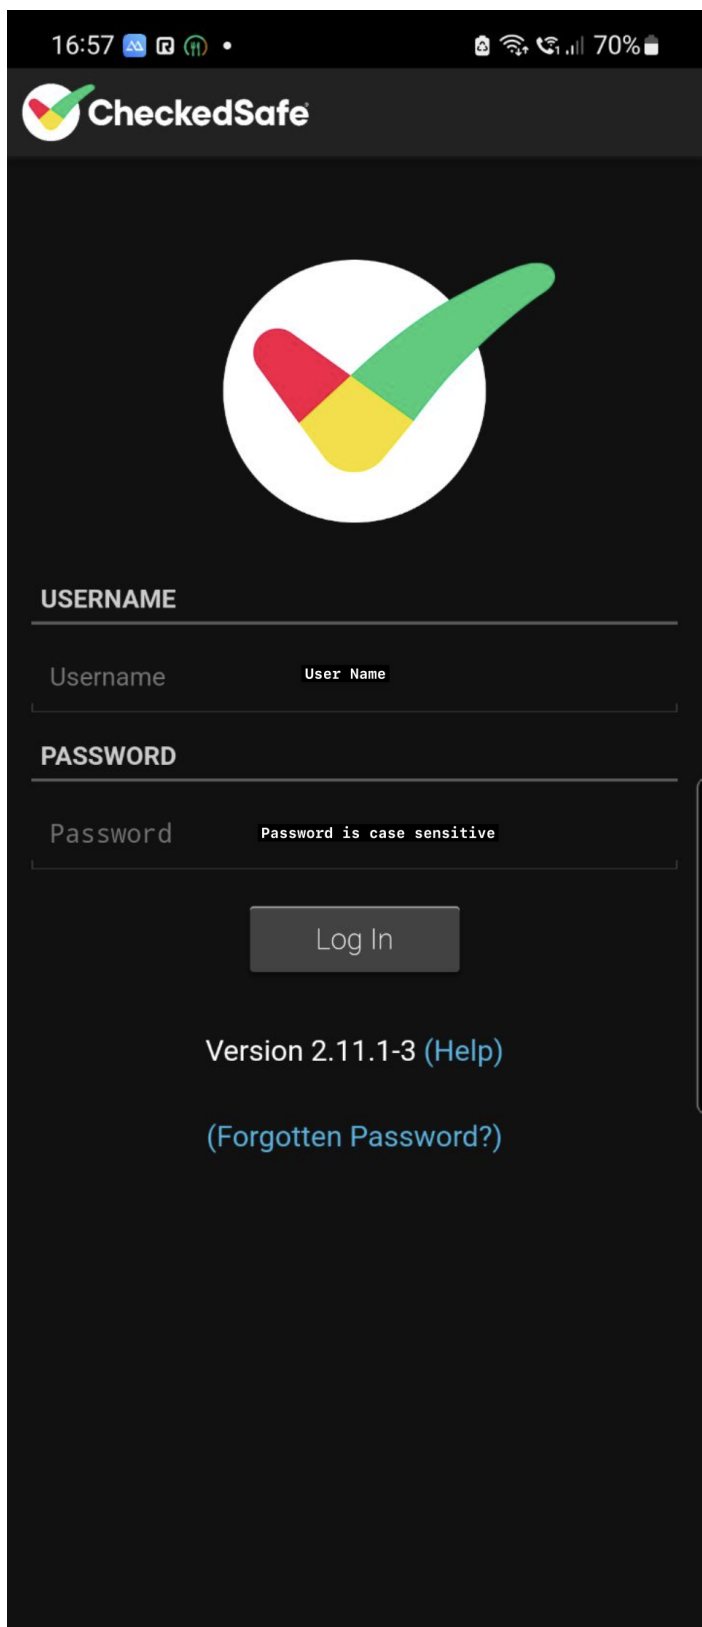 16:57
70%
CheckedSafe
USERNAME
Username User Name
PASSWORD
Password Password is case sensitive
Log In
Version 2.11.1-3 (Help)
(Forgotten Password?)